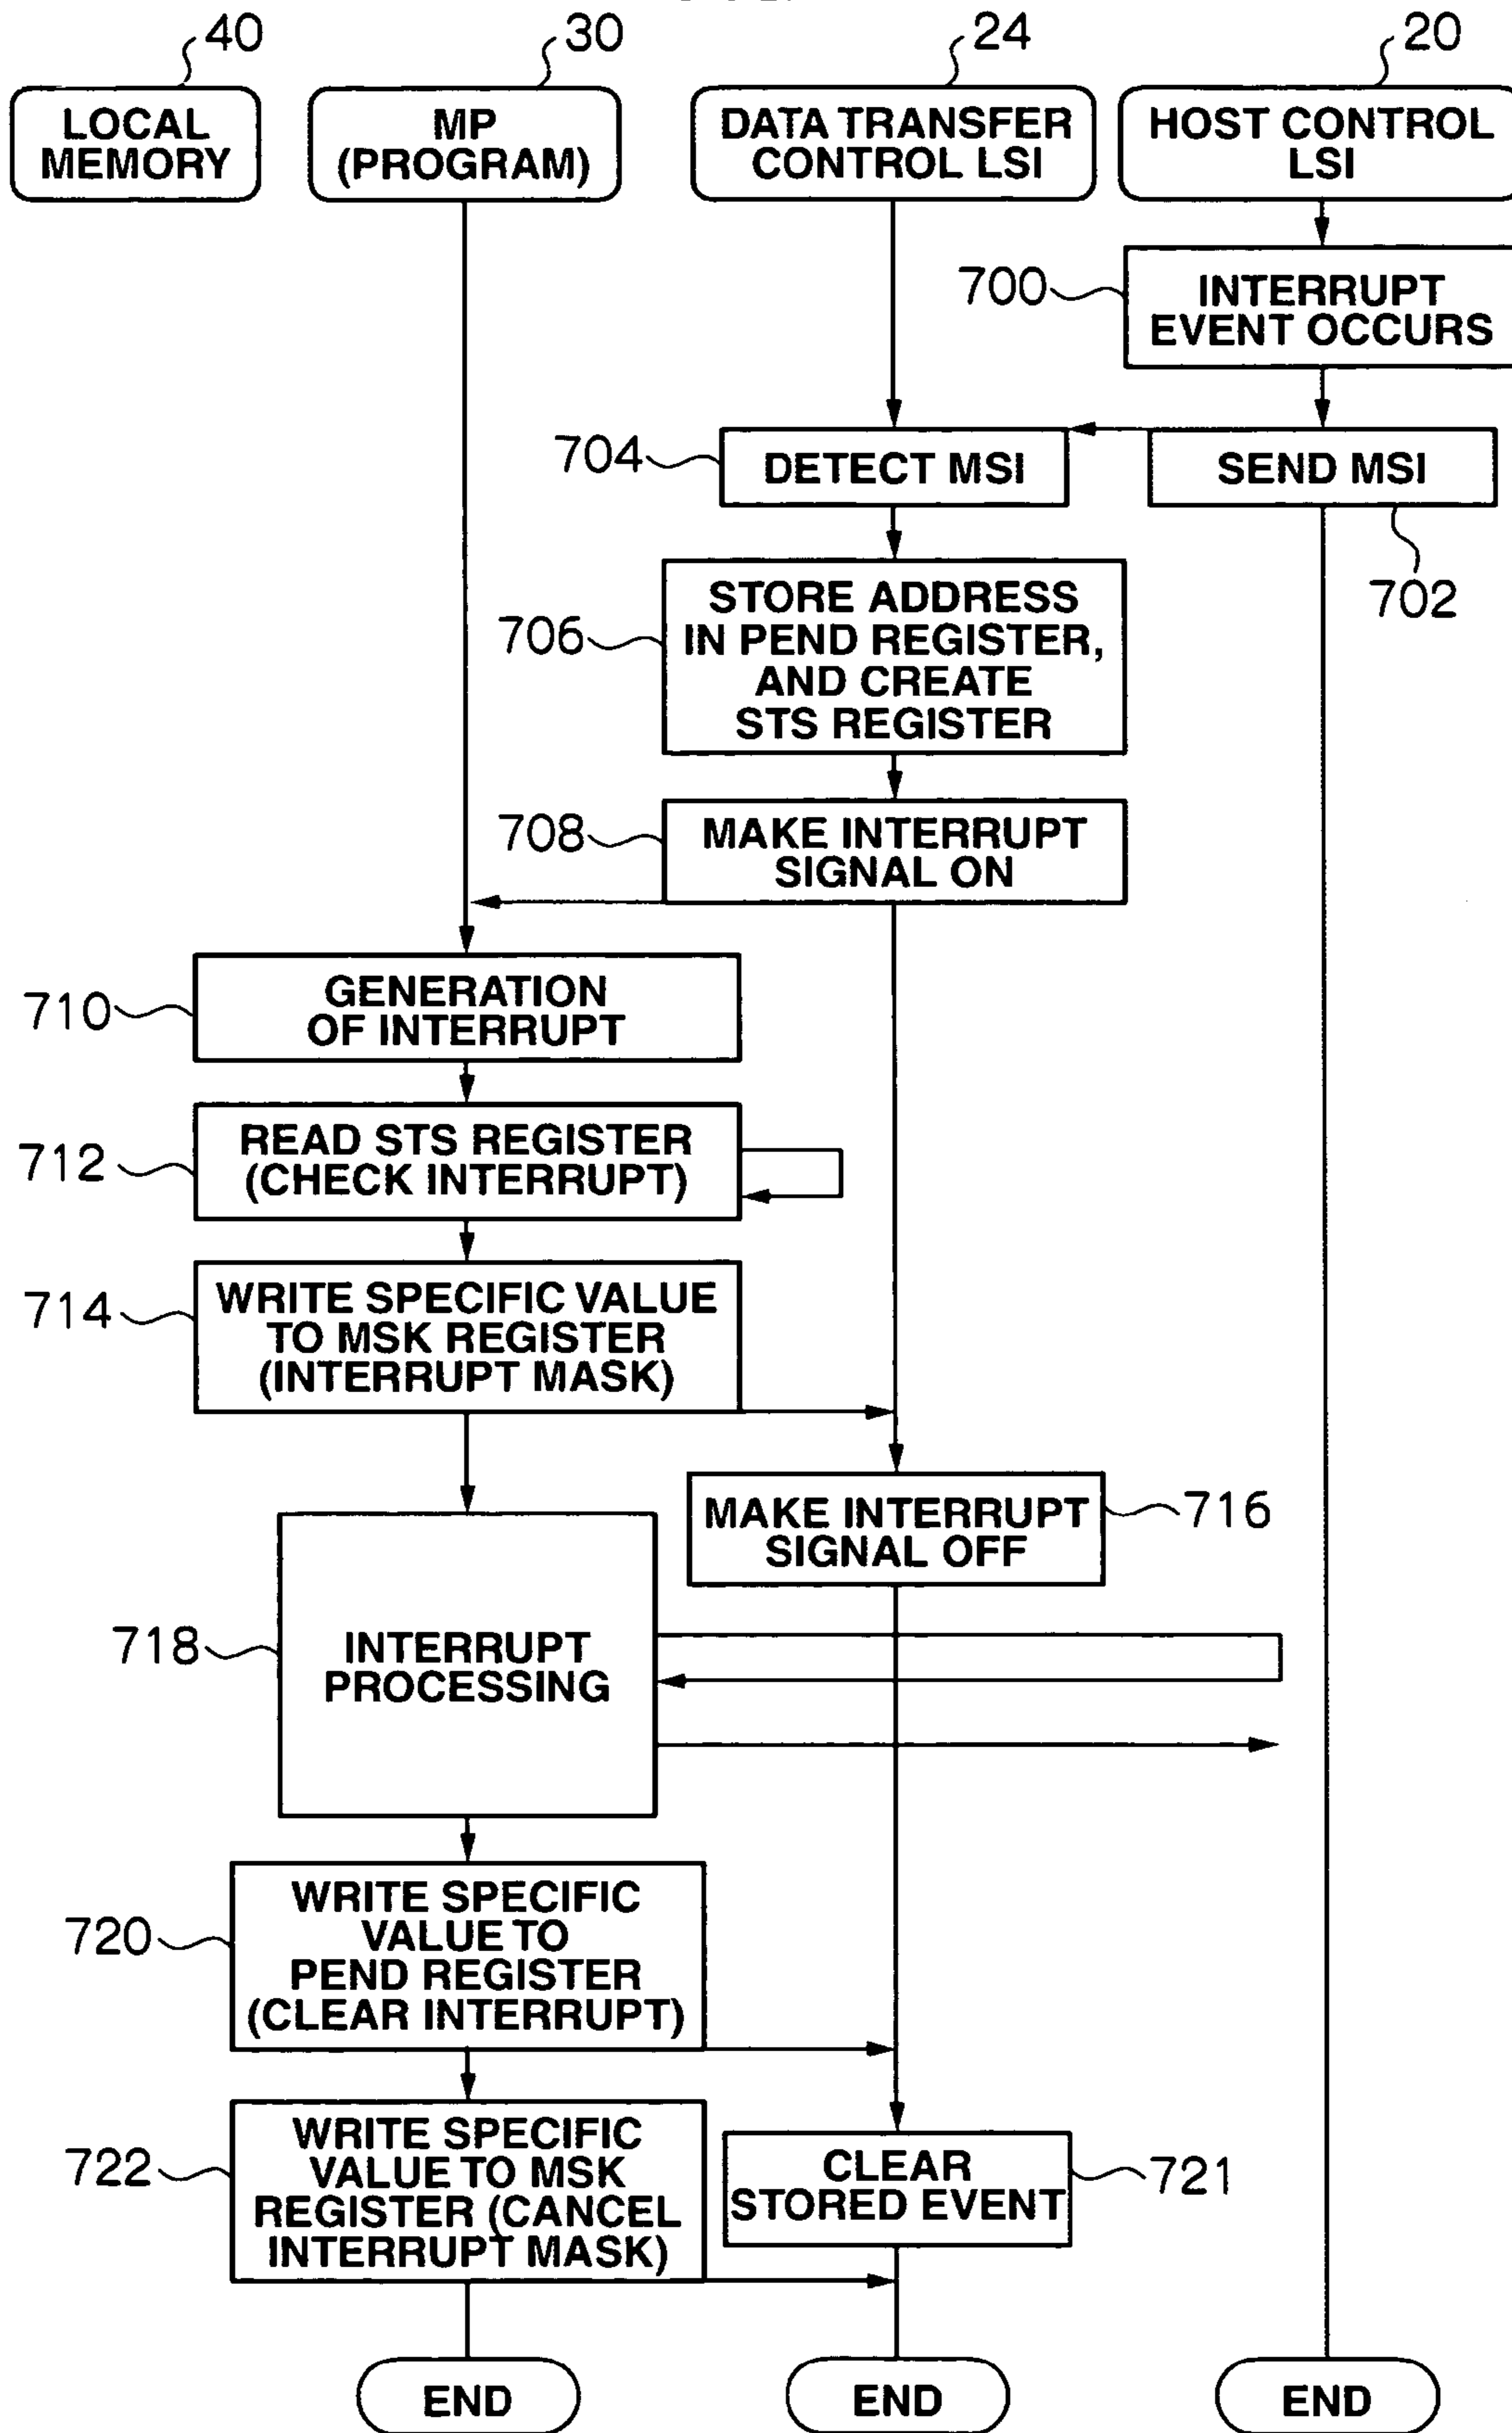 40
30
24
20
LOCAL
MEMORY
MP
(PROGRAM)
DATA TRANSFER
CONTROL LSI
HOST CONTROL
LSI
700
INTERRUPT
EVENT OCCURS
704
DETECT MSI
SEND MSI
702
706
STORE ADDRESS
IN PEND REGISTER,
AND CREATE
STS REGISTER
708
MAKE INTERRUPT
SIGNAL ON
710
GENERATION
OF INTERRUPT
712
READ STS REGISTER
(CHECK INTERRUPT)
714
WRITE SPECIFIC VALUE
TO MSK REGISTER
(INTERRUPT MASK)
MAKE INTERRUPT
SIGNAL OFF
716
718
INTERRUPT
PROCESSING
720
WRITE SPECIFIC
VALUE TO
PEND REGISTER
(CLEAR INTERRUPT)
722
WRITE SPECIFIC
VALUE TO MSK
REGISTER (CANCEL
INTERRUPT MASK)
CLEAR
STORED EVENT
721
END
END
END